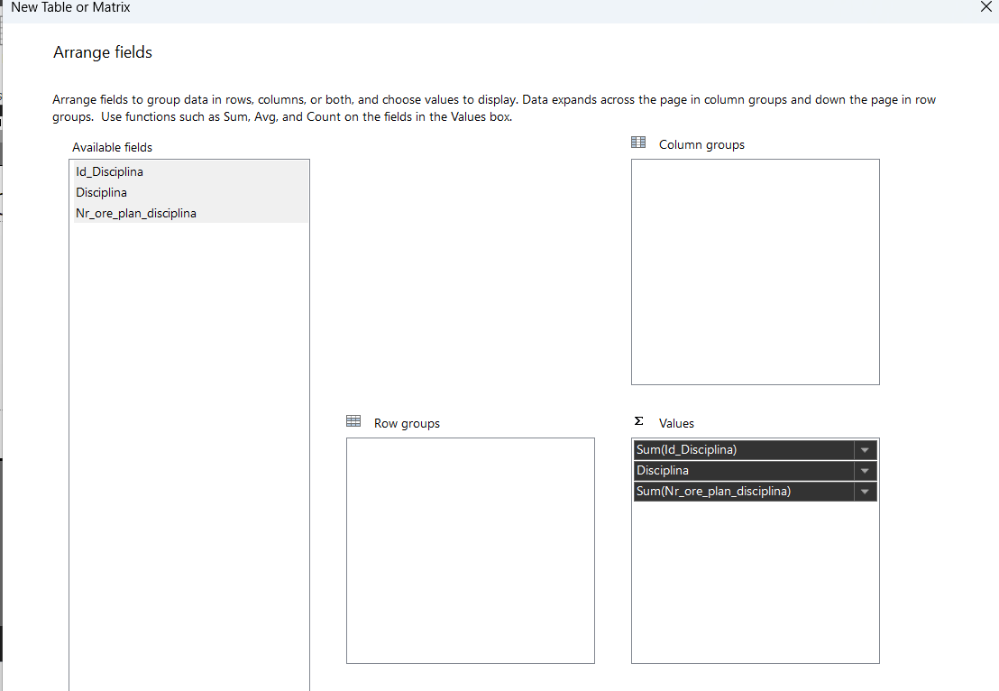 New Table or Matrix
Arrange fields
Arrange fields to group data in rows, columns, or both, and choose values to display. Data expands across the page in column groups and down the page in row
groups.  Use functions such as Sum, Avg, and Count on the fields in the Values box.
Available fields
Id_Disciplina
Disciplina
Nr_ore_plan_disciplina
Column groups
Row groups
Σ Values
Sum(Id_Disciplina)
Disciplina
Sum(Nr_ore_plan_disciplina)